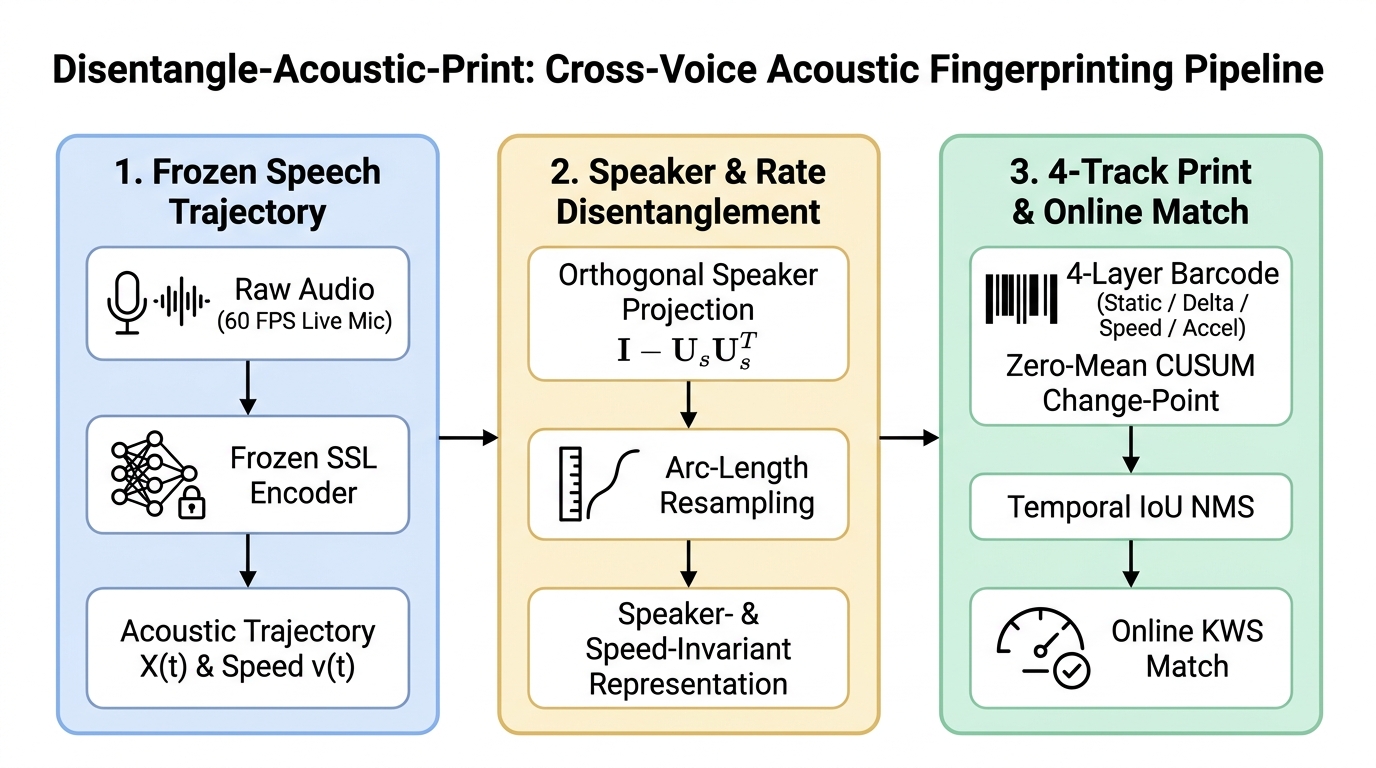 Disentangle-Acoustic-Print: Cross-Voice Acoustic Fingerprinting Pipeline
1. Frozen Speech
Trajectory
Raw Audio
(60 FPS Live Mic)
Frozen SSL
Encoder
Acoustic Trajectory
X(t) & Speed v(t)
2. Speaker & Rate
Disentanglement
Orthogonal Speaker
Projection
I − UₛUₛᵀ
Arc-Length
Resampling
Speaker- &
Speed-Invariant
Representation
3. 4-Track Print
& Online Match
4-Layer Barcode
(Static / Delta /
Speed / Accel)
Zero-Mean CUSUM
Change-Point
Temporal IoU NMS
Online KWS
Match